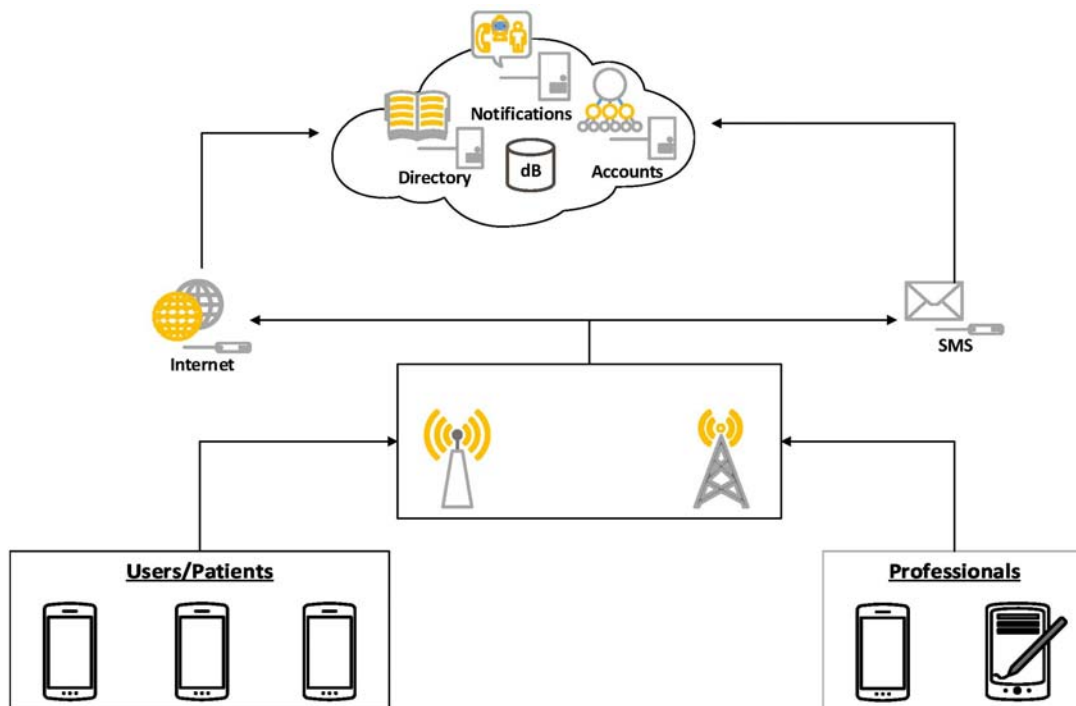 Notifications
Directory
dB
Accounts
Internet
SMS
Users/Patients
Professionals